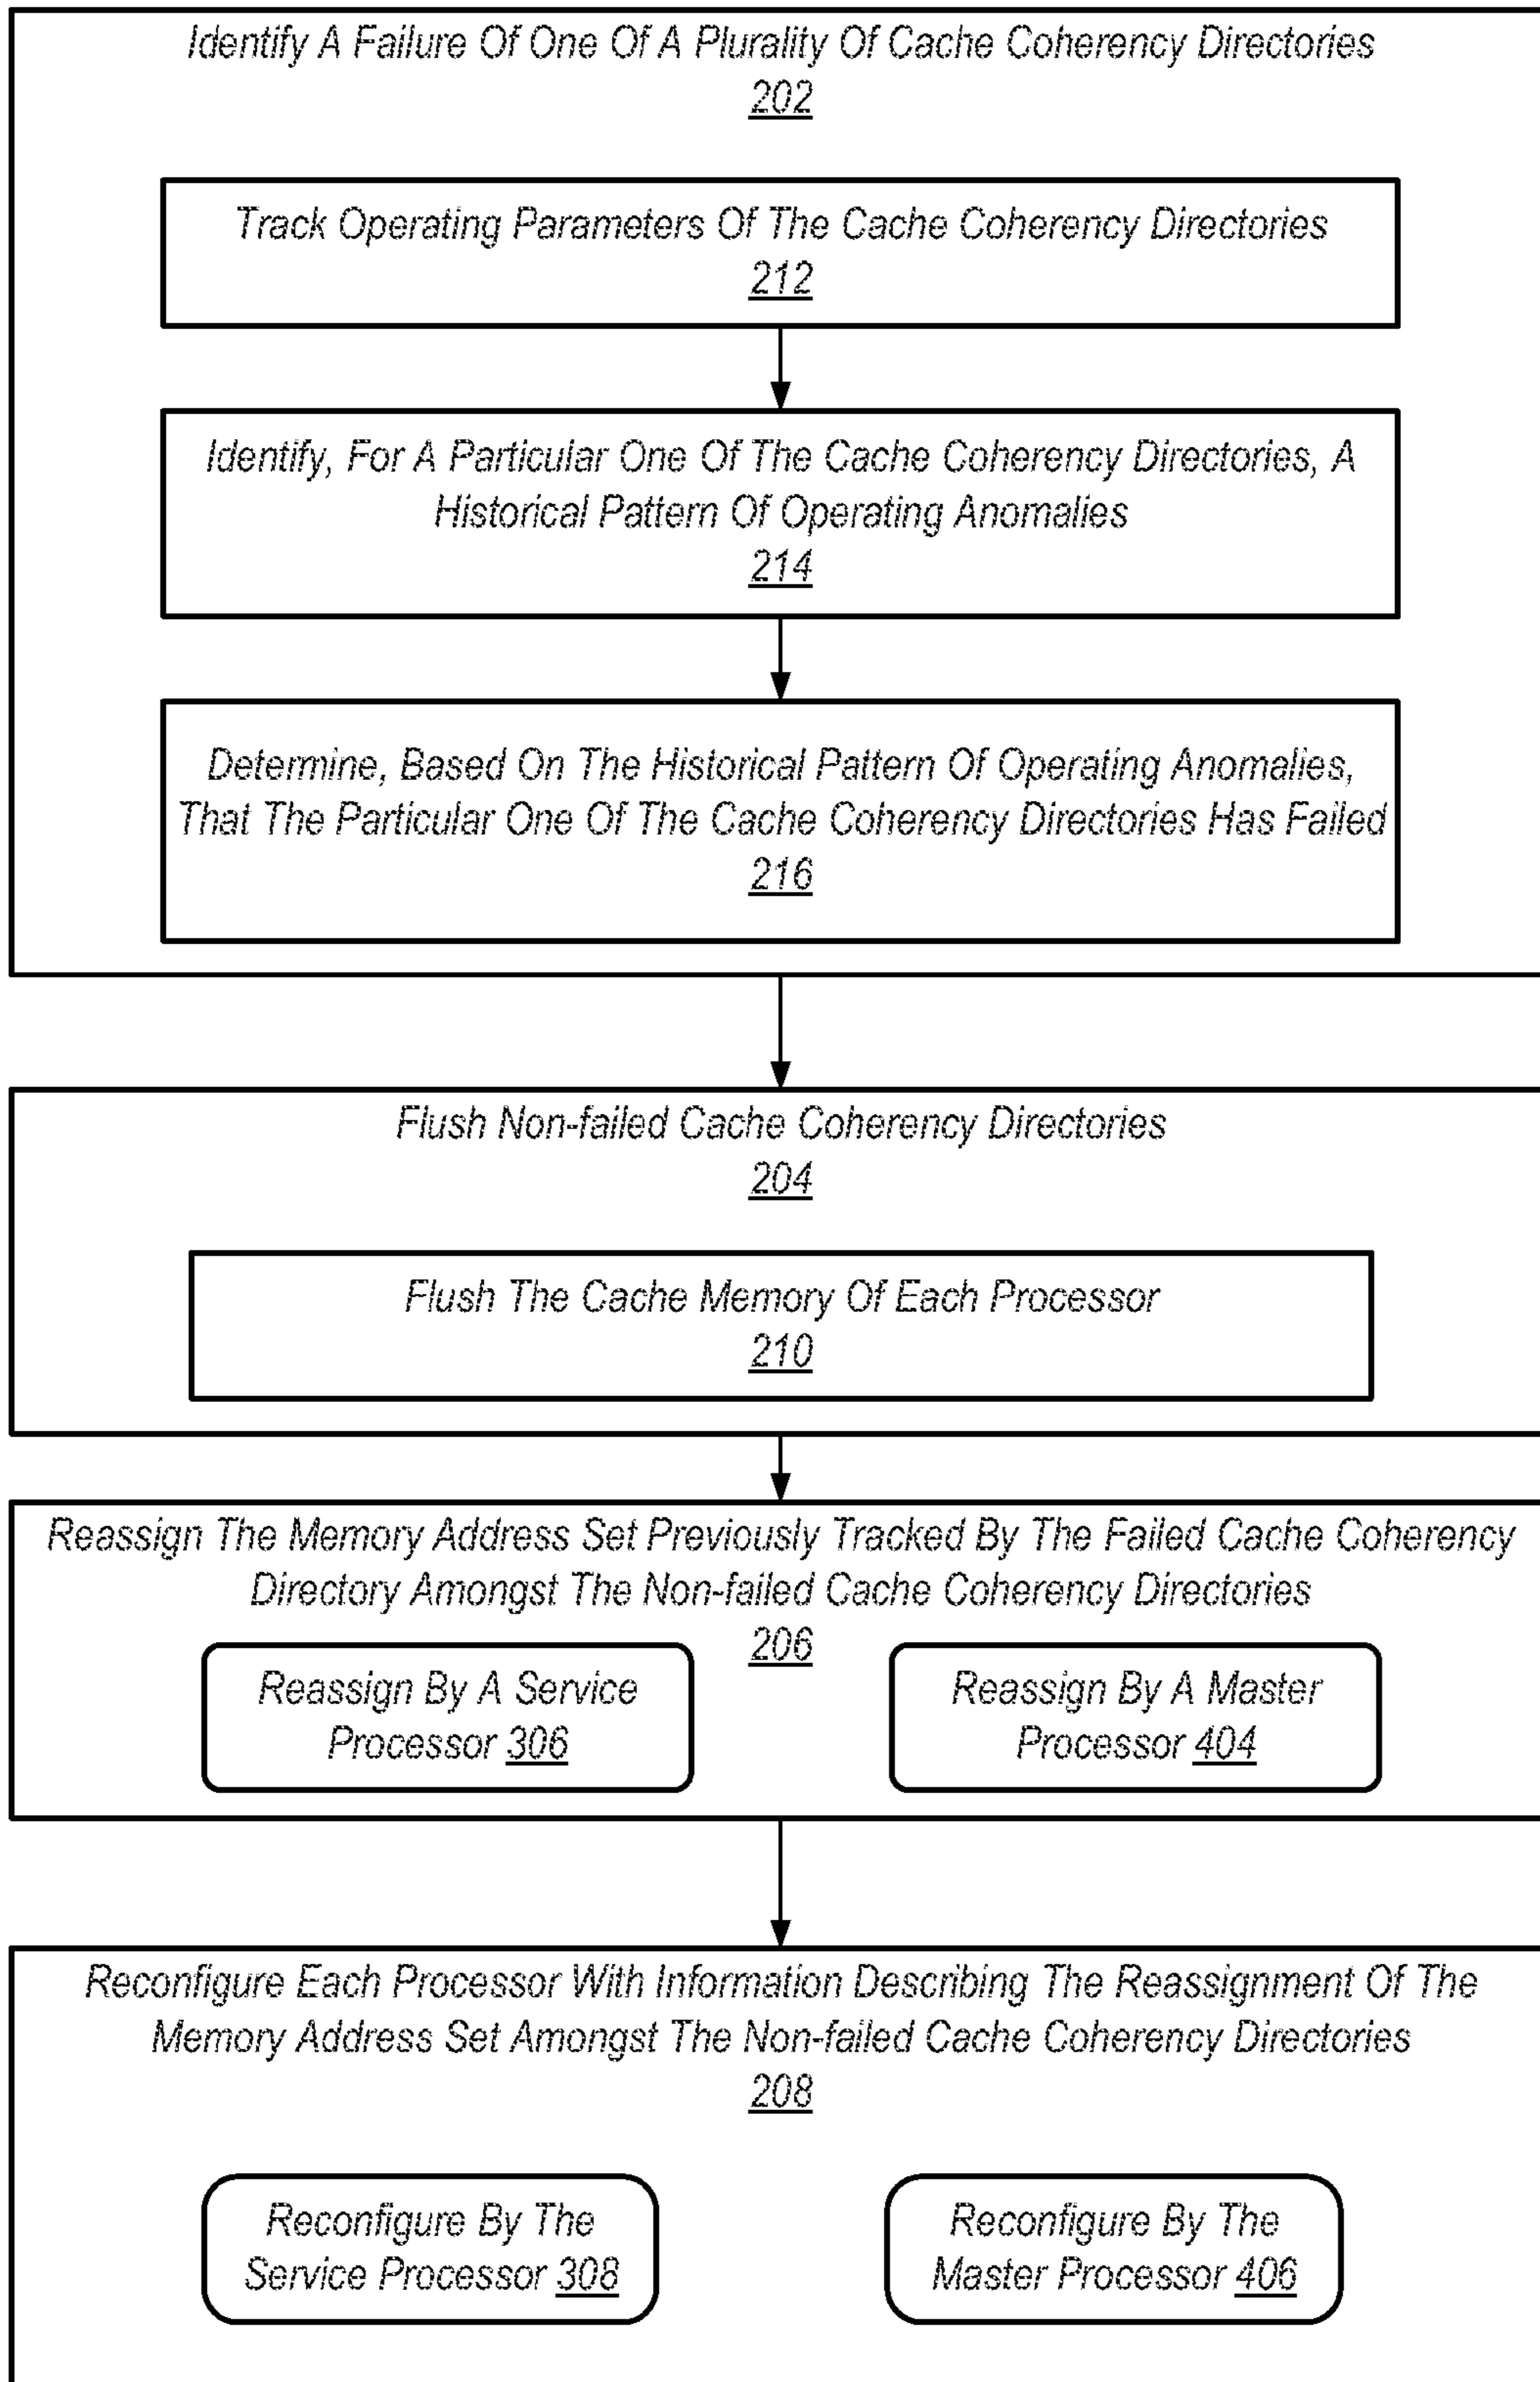 Identify A Failure Of One Of A Plurality Of Cache Coherency Directories
202
Track Operating Parameters Of The Cache Coherency Directories
212
Identify, For A Particular One Of The Cache Coherency Directories, A
Historical Pattern Of Operating Anomalies
214
Determine, Based On The Historical Pattern Of Operating Anomalies,
That The Particular One Of The Cache Coherency Directories Has Failed
216
Flush Non-failed Cache Coherency Directories
204
Flush The Cache Memory Of Each Processor
210
Reassign The Memory Address Set Previously Tracked By The Failed Cache Coherency
Directory Amongst The Non-failed Cache Coherency Directories
206
Reassign By A Service
Processor 306
Reassign By A Master
Processor 404
Reconfigure Each Processor With Information Describing The Reassignment Of The
Memory Address Set Amongst The Non-failed Cache Coherency Directories
208
Reconfigure By The
Service Processor 308
Reconfigure By The
Master Processor 406